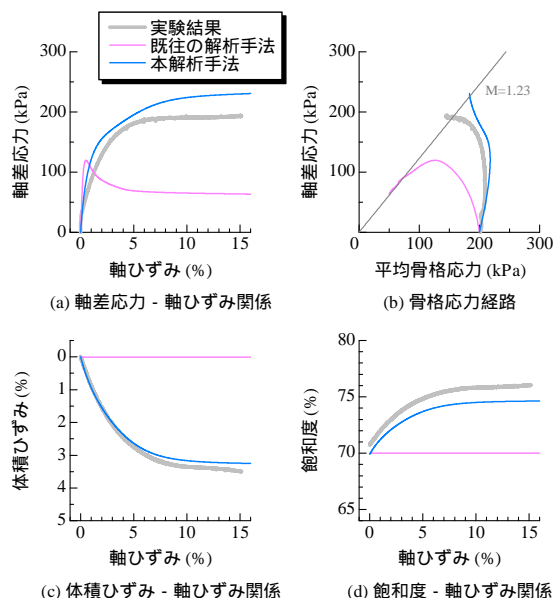 実験結果
既往の解析手法
本解析手法
300
200
100
0
軸差応力 (kPa)
0 5 10 15
軸ひずみ (%)
(a) 軸差応力 - 軸ひずみ関係
300
200
100
0
軸差応力 (kPa)
M=1.23
0 100 200 300
平均骨格応力 (kPa)
(b) 骨格応力経路
0
1
2
3
4
5
体積ひずみ (%)
0 5 10 15
軸ひずみ (%)
(c) 体積ひずみ - 軸ひずみ関係
80
75
70
65
飽和度 (%)
0 5 10 15
軸ひずみ (%)
(d) 飽和度 - 軸ひずみ関係